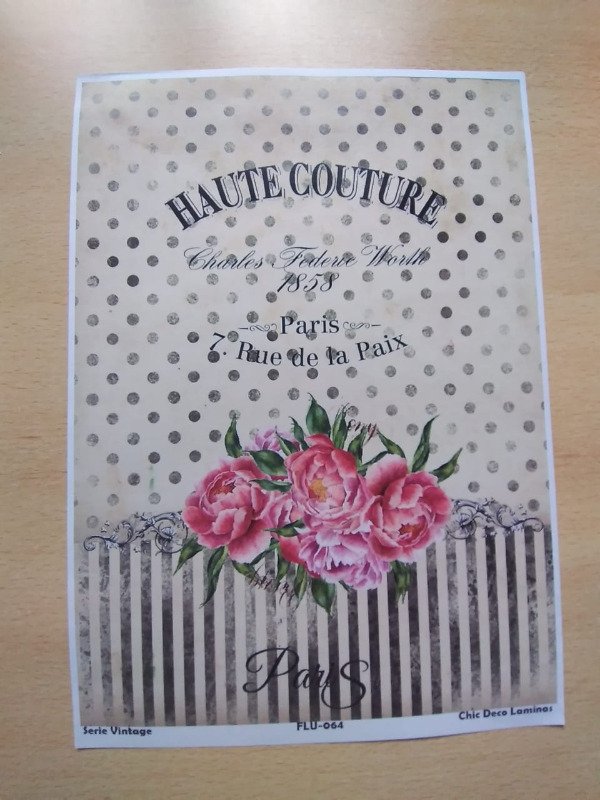 HAUTE COUTURE
Charles Federic Worth
1858
Paris
7. Rue de la Paix
Paris
Serie Vintage
FLU-064
Chic Deco Laminas